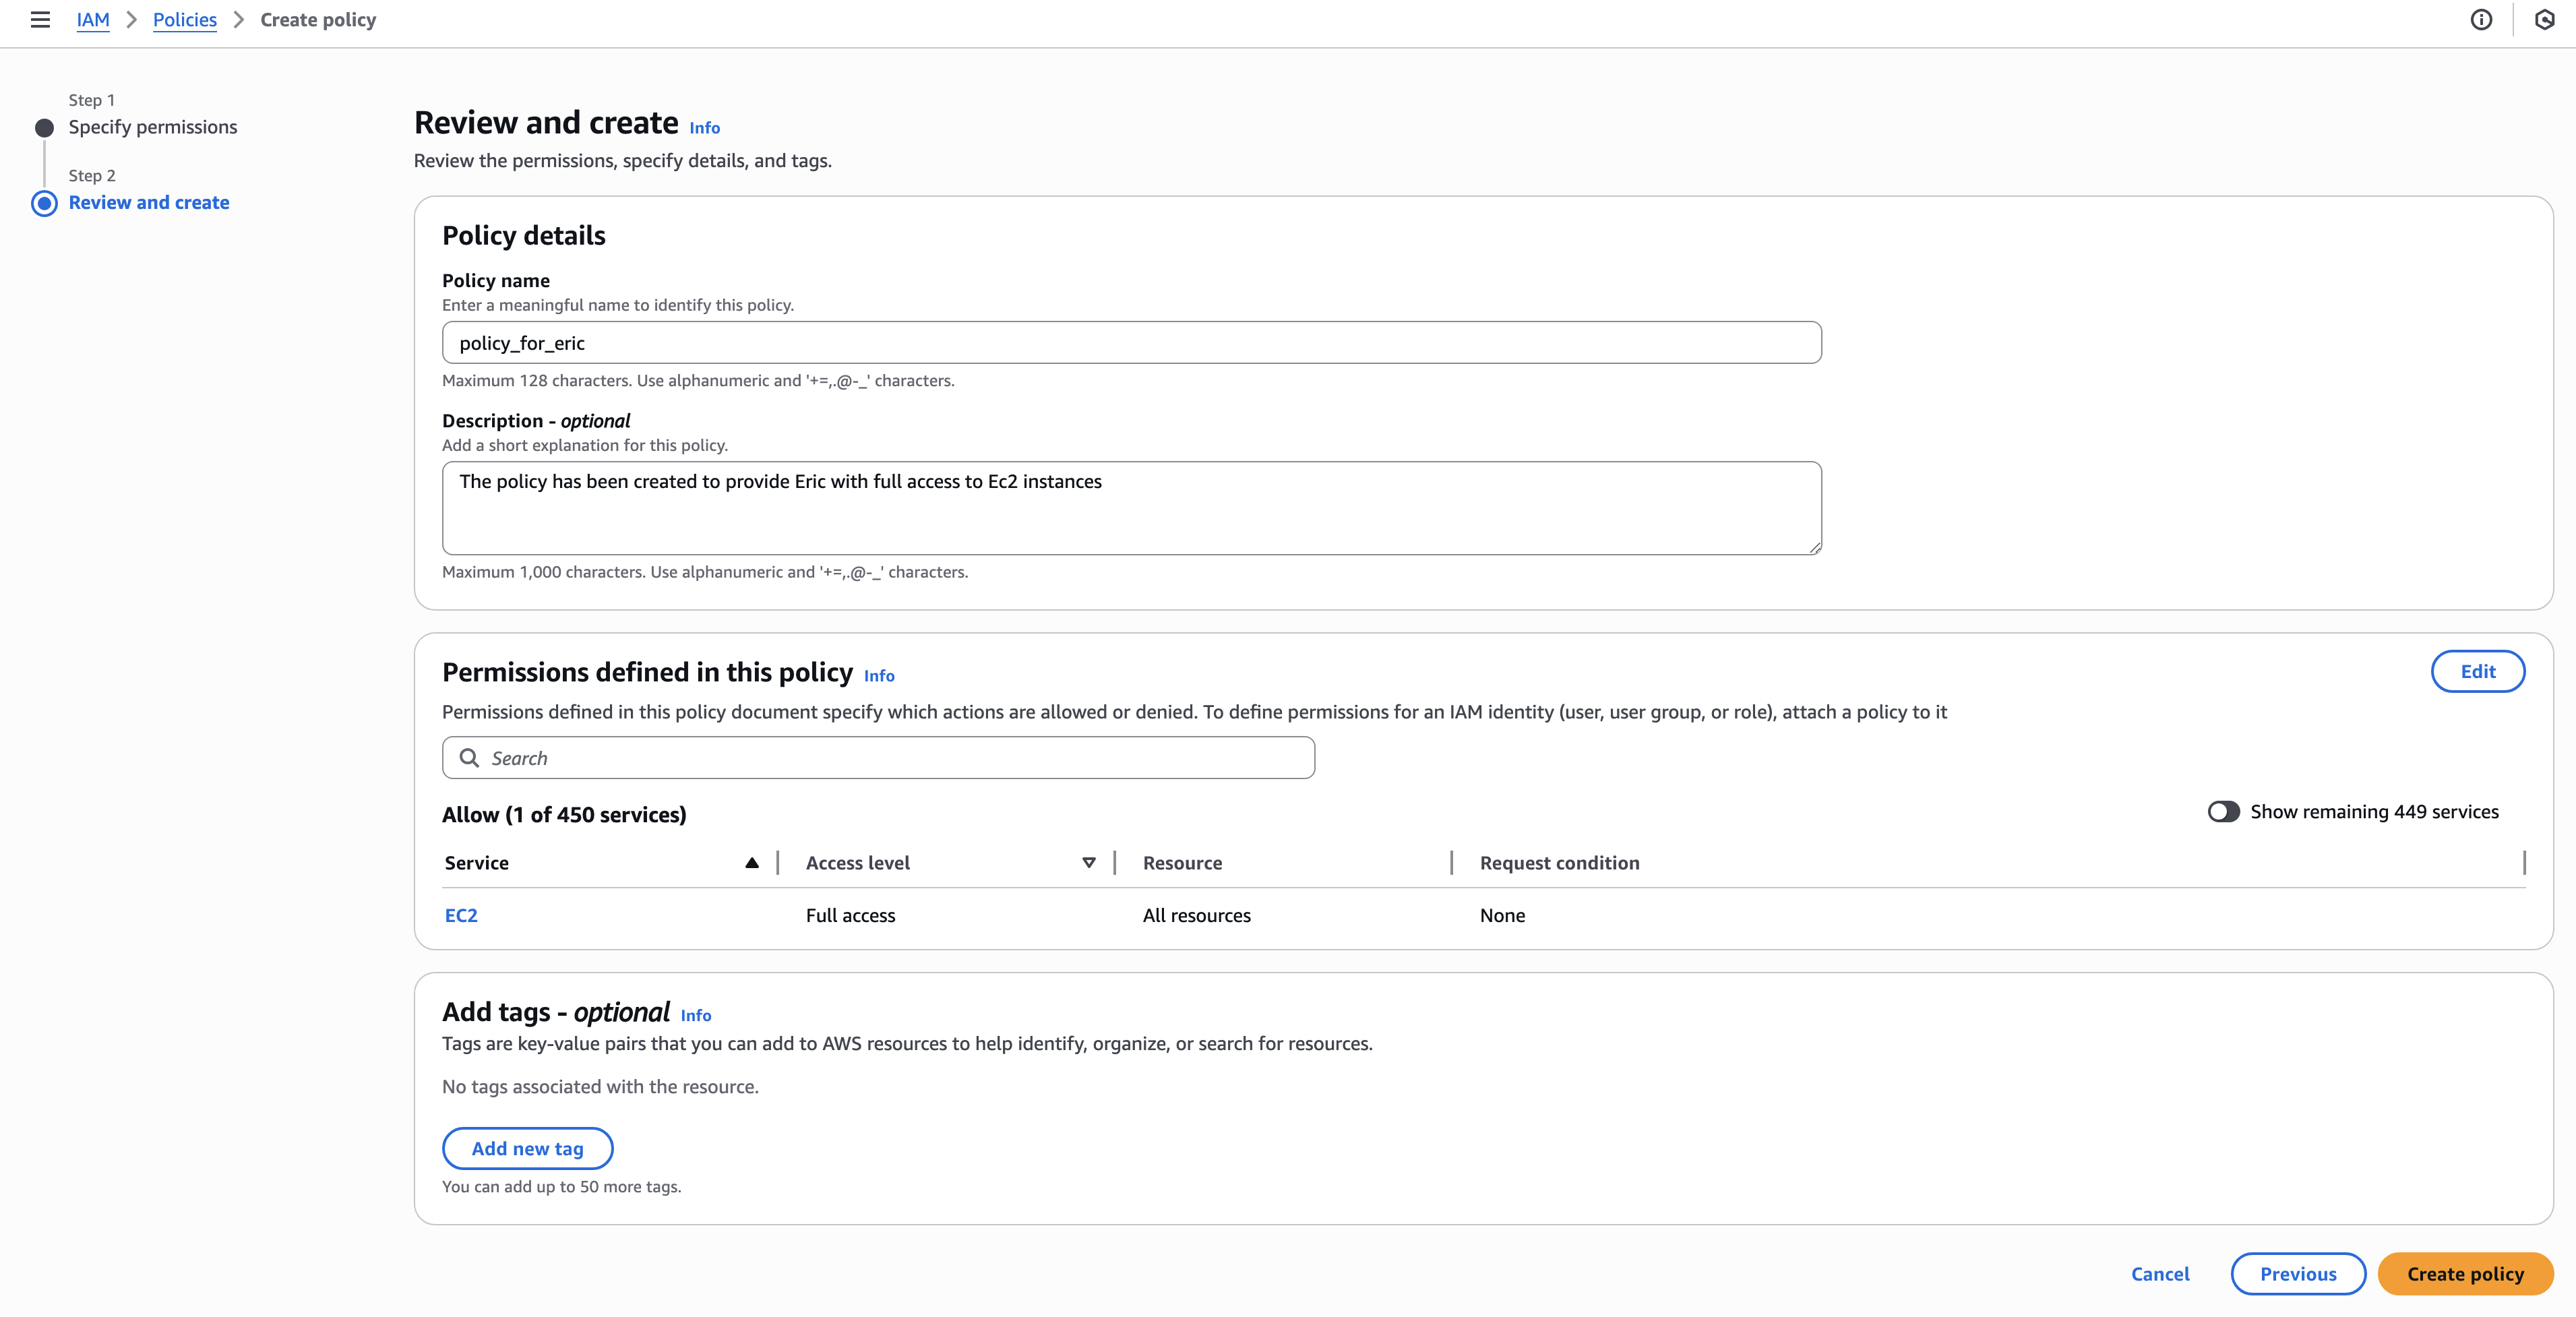 IAM > Policies > Create policy
Step 1
Specify permissions
Step 2
Review and create
Review and create Info
Review the permissions, specify details, and tags.
Policy details
Policy name
Enter a meaningful name to identify this policy.
policy_for_eric
Maximum 128 characters. Use alphanumeric and '+=,.@-_' characters.
Description - optional
Add a short explanation for this policy.
The policy has been created to provide Eric with full access to Ec2 instances
Maximum 1,000 characters. Use alphanumeric and '+=,.@-_' characters.
Permissions defined in this policy Info
Edit
Permissions defined in this policy document specify which actions are allowed or denied. To define permissions for an IAM identity (user, user group, or role), attach a policy to it
Search
Allow (1 of 450 services)
Show remaining 449 services
Service Access level Resource Request condition
EC2 Full access All resources None
Add tags - optional Info
Tags are key-value pairs that you can add to AWS resources to help identify, organize, or search for resources.
No tags associated with the resource.
Add new tag
You can add up to 50 more tags.
Cancel Previous Create policy